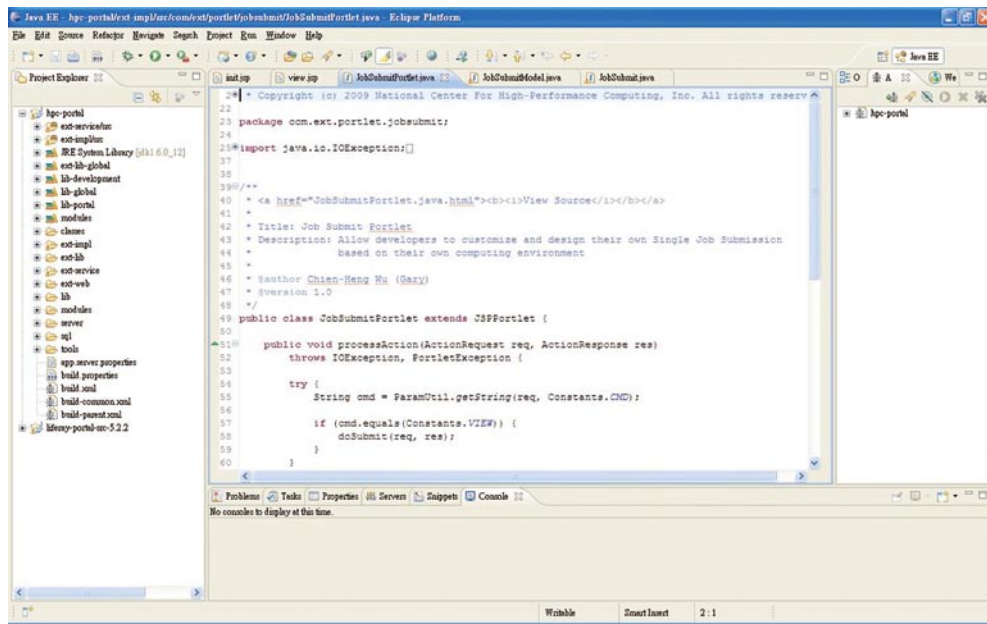 Java EE - hpc-portal/ext-impl/src/com/ext/portlet/jobsubmit/JobSubmitPortlet.java - Eclipse Platform
File Edit Source Refactor Navigate Search Project Run Window Help
Java EE
Project Explorer
init.jsp view.jsp JobSubmitPortlet.java JobSubmitModel.java JobSubmit.java
O A We
hpc-portal
ext-service/src
ext-impl/src
JRE System Library [jdk1.6.0_12]
ext-lib-global
lib-development
lib-global
lib-portal
modules
classes
ext-impl
ext-lib
ext-service
ext-web
lib
modules
server
sql
tools
app.server.properties
build.properties
build.xml
build-common.xml
build-parent.xml
liferay-portal-src-5.2.2
2 * Copyright (c) 2009 National Center For High-Performance Computing, Inc. All rights reserv
22
23 package com.ext.portlet.jobsubmit;
24
25 import java.io.IOException;
37
38
39 /**
40 * <a href="JobSubmitPortlet.java.html"><b><i>View Source</i></b></a>
41 *
42 * Title: Job Submit Portlet
43 * Description: Allow developers to customize and design their own Single Job Submission
44 * based on their own computing environment
45 *
46 * @author Chien-Heng Wu (Gary)
47 * @version 1.0
48 */
49 public class JobSubmitPortlet extends JSPPortlet {
50
51 public void processAction(ActionRequest req, ActionResponse res)
52 throws IOException, PortletException {
53
54 try {
55 String cmd = ParamUtil.getString(req, Constants.CMD);
56
57 if (cmd.equals(Constants.VIEW)) {
58 doSubmit(req, res);
59 }
60 }
hpc-portal
Problems Tasks Properties Servers Snippets Console
No consoles to display at this time.
Writable Smart Insert 2 : 1